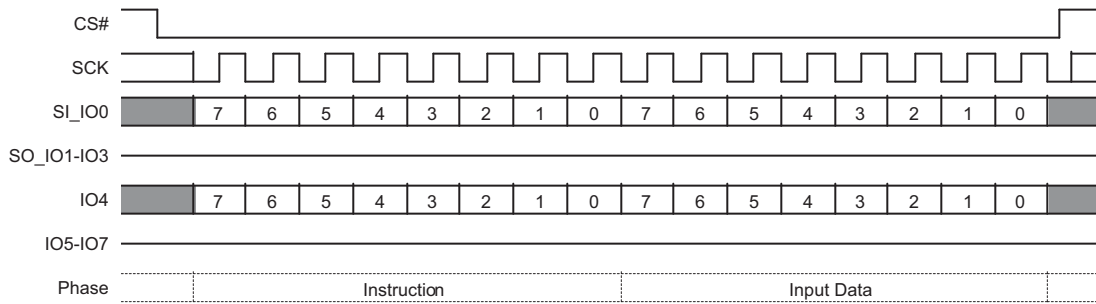 CS#
SCK
SI_IO0 7 6 5 4 3 2 1 0 7 6 5 4 3 2 1 0
SO_IO1-IO3
IO4 7 6 5 4 3 2 1 0 7 6 5 4 3 2 1 0
IO5-IO7
Phase Instruction Input Data